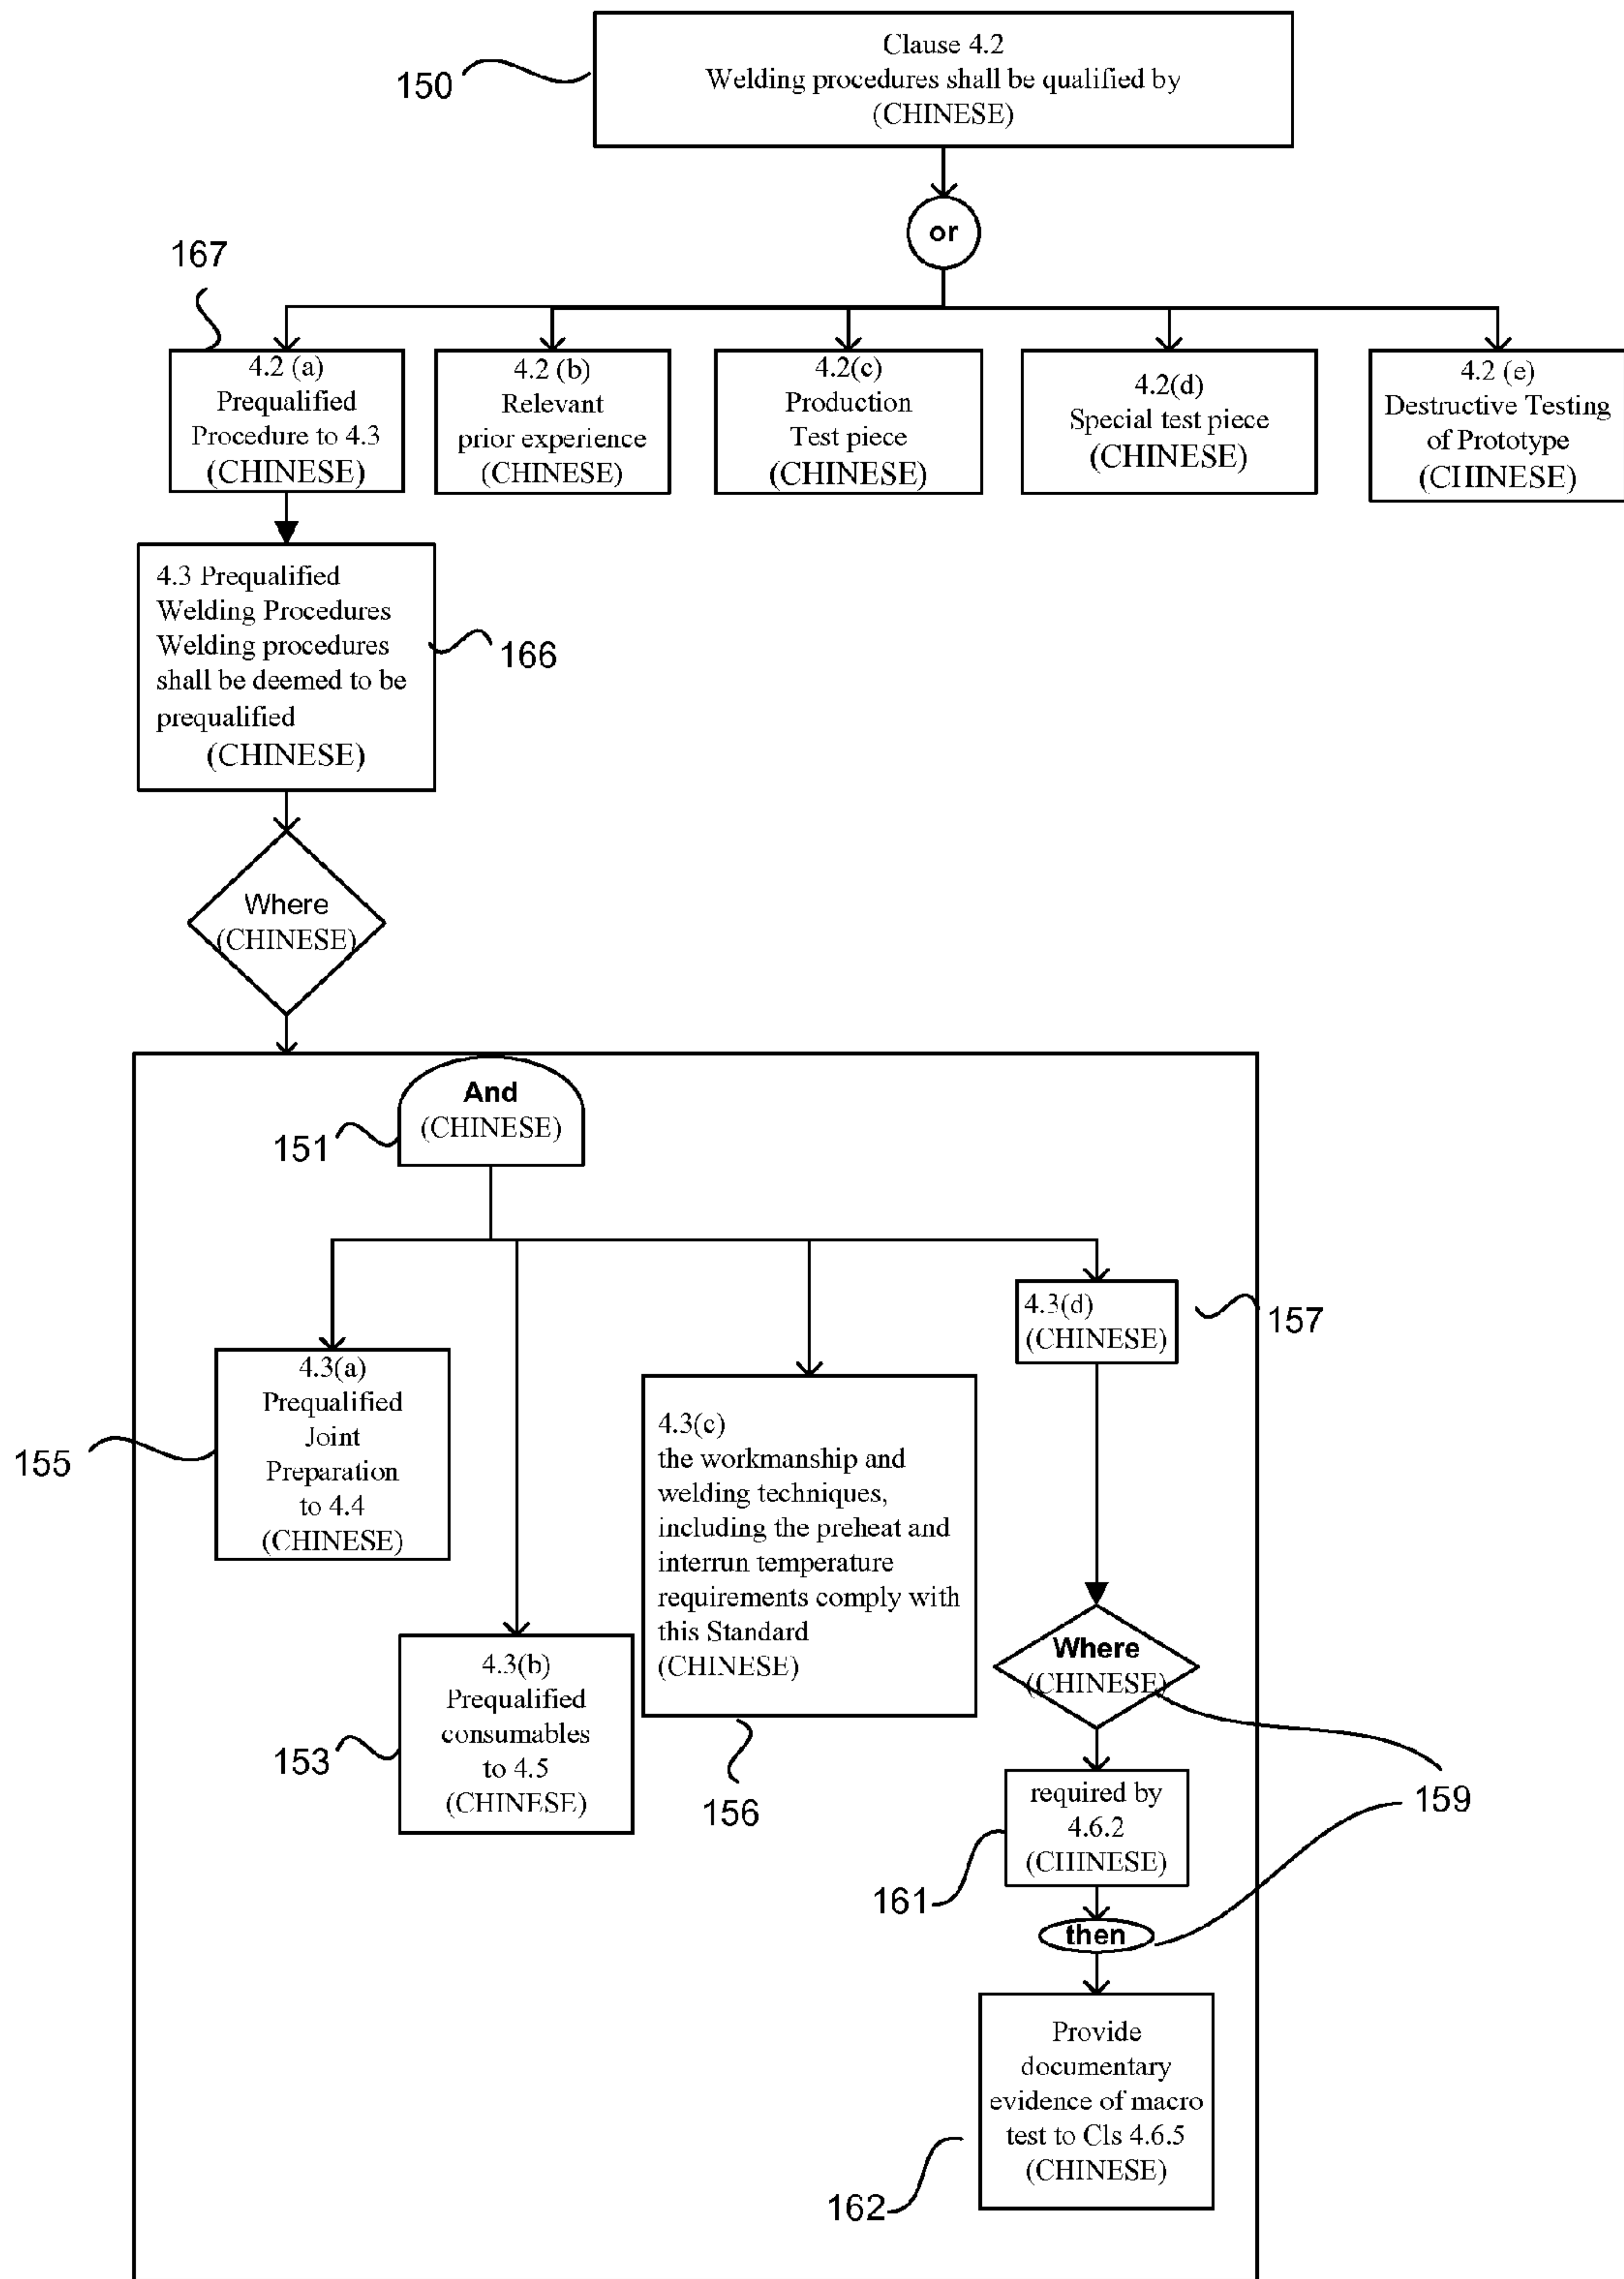 Clause 4.2
Welding procedures shall be qualified by
(CHINESE)
150
or
167
4.2 (a)
Prequalified
Procedure to 4.3
(CHINESE)
4.2 (b)
Relevant
prior experience
(CHINESE)
4.2(c)
Production
Test piece
(CHINESE)
4.2(d)
Special test piece
(CHINESE)
4.2 (e)
Destructive Testing
of Prototype
(CHINESE)
4.3 Prequalified
Welding Procedures
Welding procedures
shall be deemed to be
prequalified
(CHINESE)
166
Where
(CHINESE)
And
(CHINESE)
151
4.3(d)
(CHINESE)
157
4.3(a)
Prequalified
Joint
Preparation
to 4.4
(CHINESE)
155
4.3(c)
the workmanship and
welding techniques,
including the preheat and
interrun temperature
requirements comply with
this Standard
(CHINESE)
156
4.3(b)
Prequalified
consumables
to 4.5
(CHINESE)
153
Where
(CHINESE)
159
required by
4.6.2
(CHINESE)
161
then
Provide
documentary
evidence of macro
test to Cls 4.6.5
(CHINESE)
162